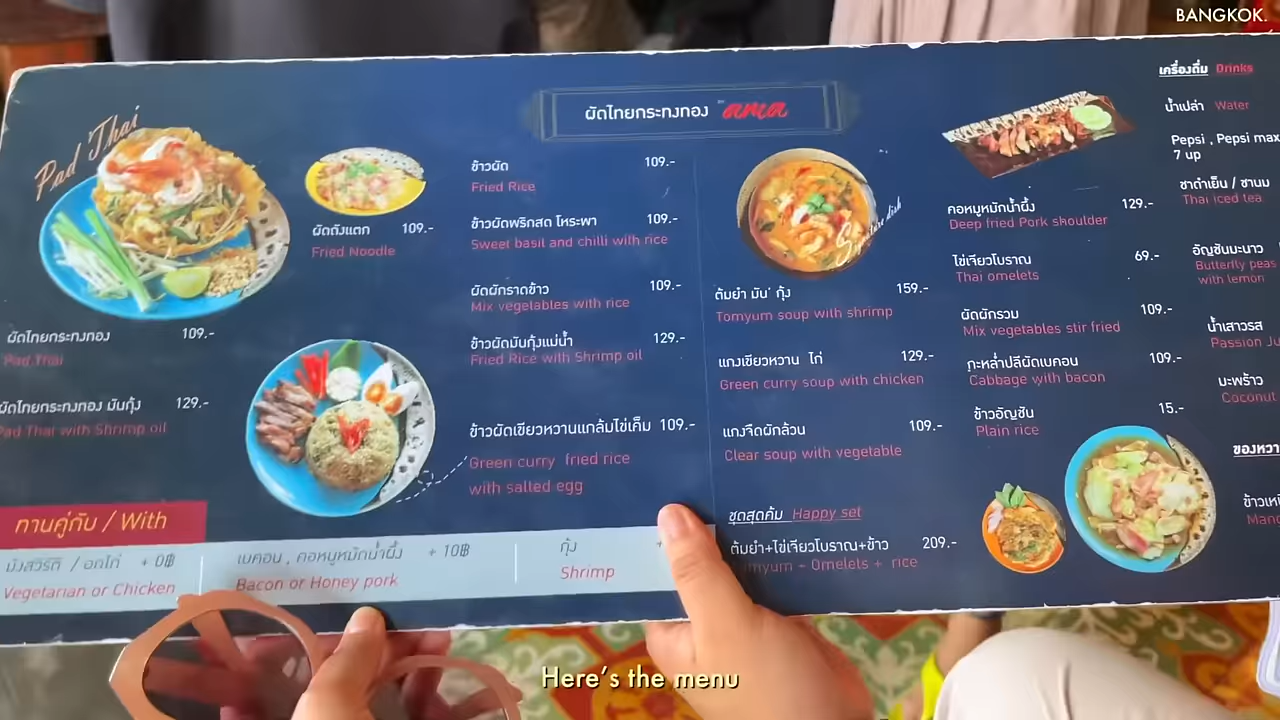 BANGKOK.
ผัดไทยกระทงทอง by ama
Pad Thai
ผัดไทยกระทงทอง 109.-
Pad Thai
ผัดไทยกระทงทอง มันกุ้ง 129.-
Pad Thai with Shrimp oil
ผัดถังแตก 109.-
Fried Noodle
ข้าวผัด 109.-
Fried Rice
ข้าวผัดพริกสด โหระพา 109.-
Sweet basil and chilli with rice
ผัดผักราดข้าว 109.-
Mix vegetables with rice
ข้าวผัดมันกุ้งแม่น้ำ 129.-
Fried Rice with Shrimp oil
ข้าวผัดเขียวหวานแกล้มไข่เค็ม 109.-
Green curry fried rice
with salted egg
ทานคู่กับ / With
มังสวิรัติ / อกไก่ + 0฿
Vegetarian or Chicken
เบคอน , คอหมูหมักน้ำผึ้ง + 10฿
Bacon or Honey pork
กุ้ง +
Shrimp
Signature dish
ต้มยำ มัน กุ้ง 159.-
Tomyum soup with shrimp
แกงเขียวหวาน ไก่ 129.-
Green curry soup with chicken
แกงจืดผักล้วน 109.-
Clear soup with vegetable
ชุดสุดคุ้ม Happy set
ต้มยำ+ไข่เจียวโบราณ+ข้าว 209.-
Omelets + rice
คอหมูหมักน้ำผึ้ง 129.-
Deep fried Pork shoulder
ไข่เจียวโบราณ 69.-
Thai omelets
ผัดผักรวม 109.-
Mix vegetables stir fried
กะหล่ำปลีผัดเบคอน 109.-
Cabbage with bacon
ข้าวอัญชัน 15.-
Plain rice
เครื่องดื่ม Drinks
น้ำเปล่า Water
Pepsi , Pepsi max
7 up
ชาดำเย็น / ชานม
Thai iced tea
อัญชันมะนาว
Butterfly peas
with lemon
น้ำเสาวรส
Passion Ju
มะพร้าว
Coconut
ของหวา
ข้าวเห
Mang
Here's the menu